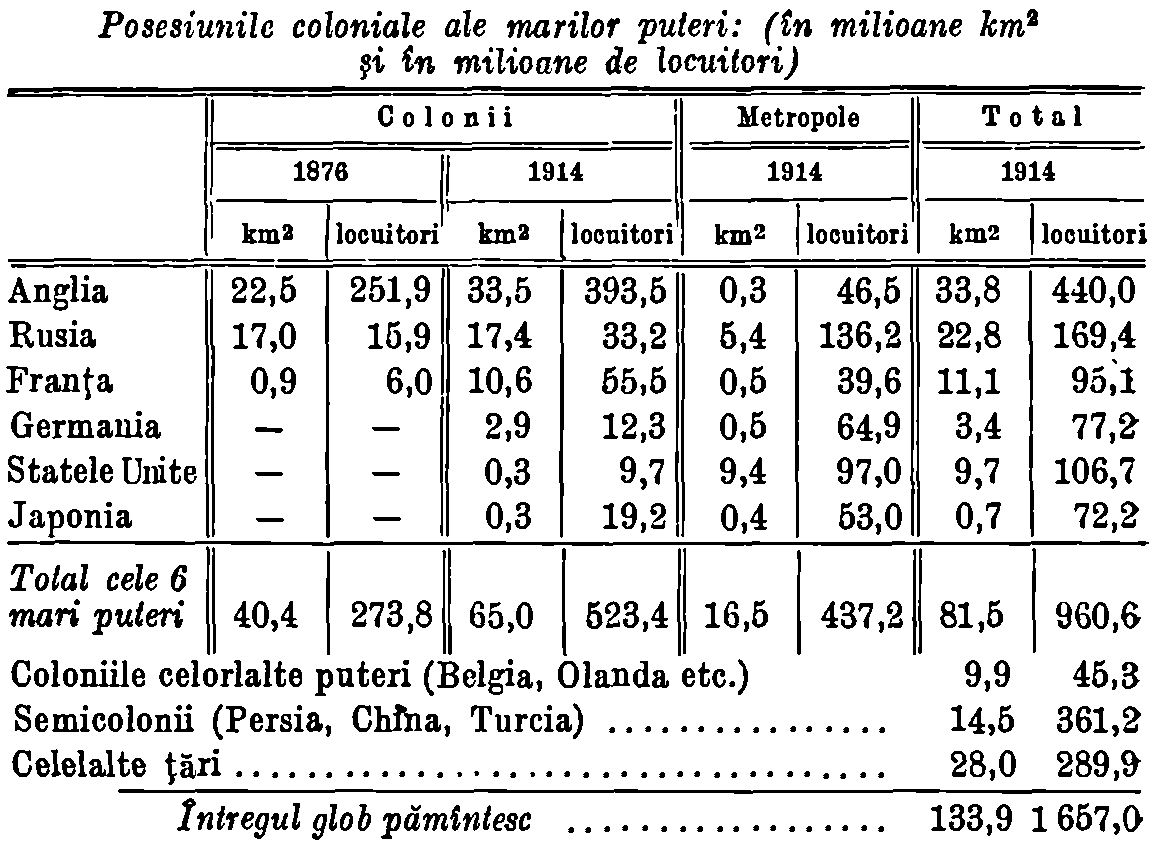 Posesiunile coloniale ale marilor puteri: (în milioane km²
și în milioane de locuitori)
Colonii Metropole Total
1876 1914 1914 1914
km² locuitori km² locuitori km² locuitori km² locuitori
Anglia 22,5 251,9 33,5 393,5 0,3 46,5 33,8 440,0
Rusia 17,0 15,9 17,4 33,2 5,4 136,2 22,8 169,4
Franţa 0,9 6,0 10,6 55,5 0,5 39,6 11,1 95,1
Germania — — 2,9 12,3 0,5 64,9 3,4 77,2
Statele Unite — — 0,3 9,7 9,4 97,0 9,7 106,7
Japonia — — 0,3 19,2 0,4 53,0 0,7 72,2
Total cele 6
mari puteri 40,4 273,8 65,0 523,4 16,5 437,2 81,5 960,6
Coloniile celorlalte puteri (Belgia, Olanda etc.) 9,9 45,3
Semicolonii (Persia, China, Turcia) ................ 14,5 361,2
Celelalte ţări ..................................... 28,0 289,9
Întregul glob pămîntesc .................. 133,9 1 657,0